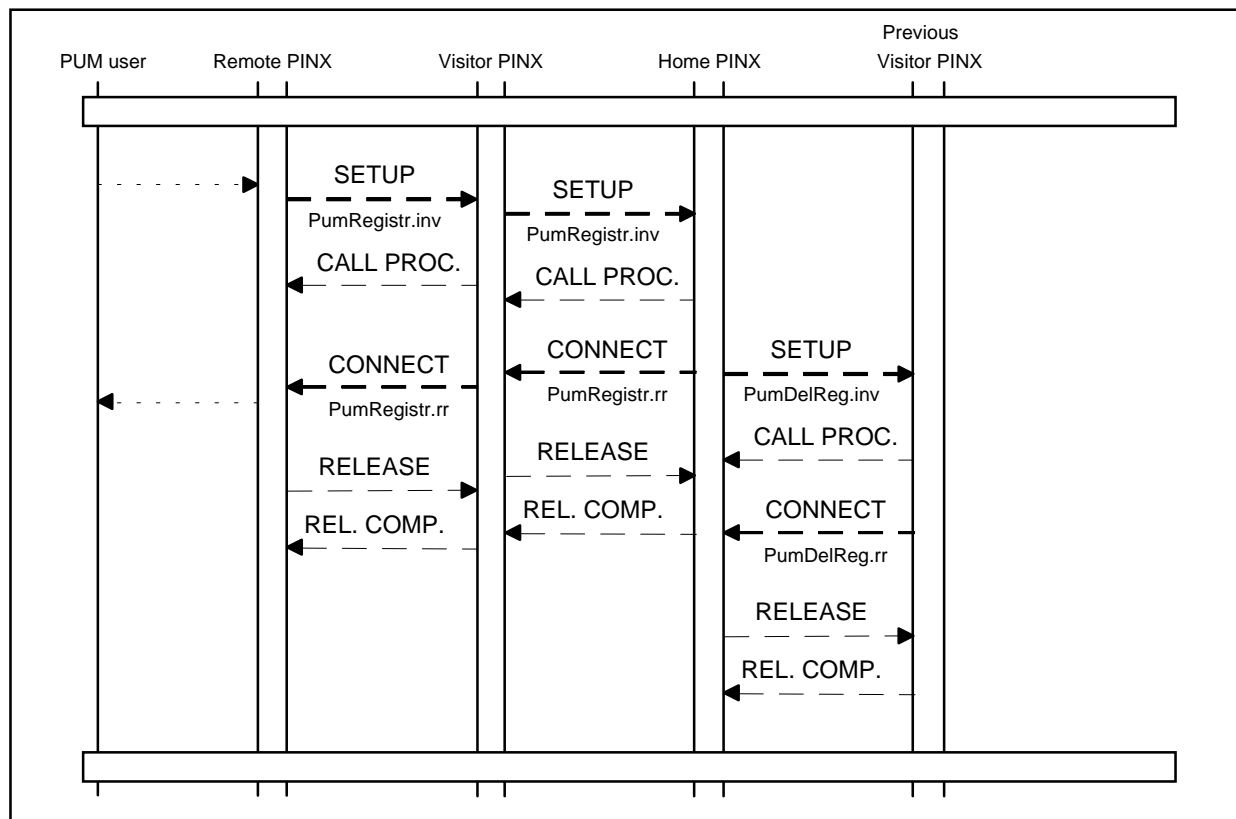 Previous
PUM user Remote PINX Visitor PINX Home PINX Visitor PINX
SETUP
SETUP
PumRegistr.inv
PumRegistr.inv
CALL PROC.
CALL PROC.
CONNECT
SETUP
CONNECT
PumRegistr.rr
PumDelReg.inv
PumRegistr.rr
CALL PROC.
RELEASE
RELEASE
REL. COMP.
CONNECT
REL. COMP.
PumDelReg.rr
RELEASE
REL. COMP.